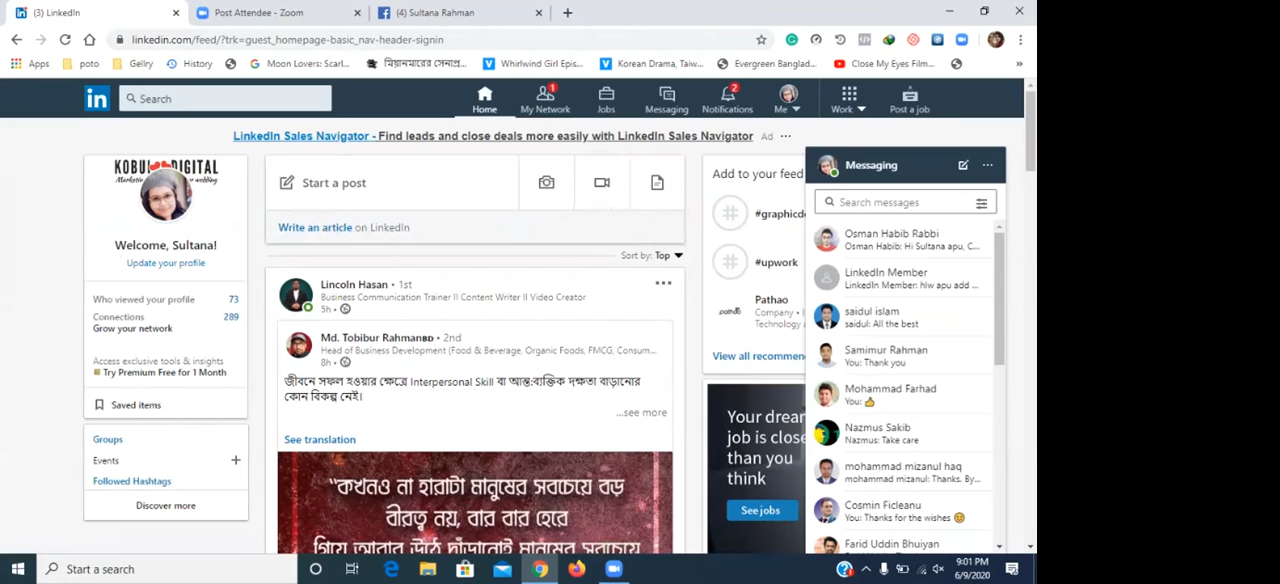 (3) LinkedIn
Post Attendee - Zoom
(4) Sultana Rahman
linkedin.com/feed/?trk=guest_homepage-basic_nav-header-signin
Apps
poto
Gellry
History
Moon Lovers: Scarl...
মিয়ানমারের সেনাপ্র...
Whirlwind Girl Epis...
Korean Drama, Taiw...
Evergreen Banglad...
Close My Eyes Film...
»
in
Search
Home
1
My Network
Jobs
Messaging
2
Notifications
Me
Work
Post a job
LinkedIn Sales Navigator - Find leads and close deals more easily with LinkedIn Sales Navigator Ad ...
Welcome, Sultana!
Update your profile
Who viewed your profile 73
Connections 289
Grow your network
Access exclusive tools & insights
Try Premium Free for 1 Month
Saved items
Groups
Events +
Followed Hashtags
Discover more
Start a post
Write an article on LinkedIn
Sort by: Top
Lincoln Hasan • 1st
Business Communication Trainer II Content Writer II Video Creator
5h •
Md. Tobibur Rahman🇧🇩 • 2nd
Head of Business Development (Food & Beverage, Organic Foods, FMCG, Consum...
8h •
জীবনে সফল হওয়ার ক্ষেত্রে Interpersonal Skill বা আন্ত:ব্যক্তিক দক্ষতা বাড়ানোর
কোন বিকল্প নেই।
...see more
See translation
“কখনও না হারাটা মানুষের সবচেয়ে বড়
বীরত্ব নয়, বার বার হেরে
গিয়ে আবার উঠে দাঁড়ানোই মানুষের সবচেয়ে
Add to your feed
#graphicd
#upwork
Pathao
Company •
Technology
View all recommen
Your dream
job is close
than you
think
See jobs
Messaging
Search messages
Osman Habib Rabbi
Osman Habib: Hi Sultana apu, C...
LinkedIn Member
LinkedIn Member: hlw apu add ...
saidul islam
saidul: All the best
Samimur Rahman
You: Thank you
Mohammad Farhad
You: 👍
Nazmus Sakib
Nazmus: Take care
mohammad mizanul haq
mohammad mizanul: Thanks. By...
Cosmin Ficleanu
You: Thanks for the wishes 😊
Farid Uddin Bhuiyan
Start a search
9:01 PM
6/9/2020